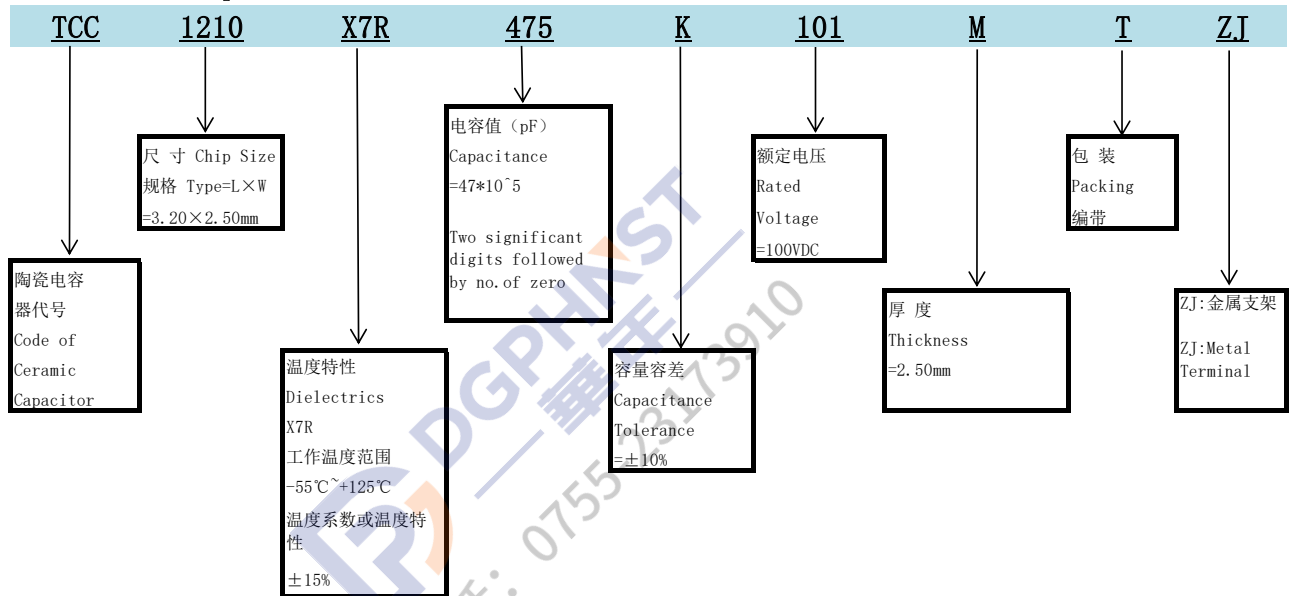 TCC 1210 X7R 475 K 101 M T ZJ
陶瓷电容
器代号
Code of
Ceramic
Capacitor
尺 寸 Chip Size
规格 Type=L×W
=3.20×2.50mm
温度特性
Dielectrics
X7R
工作温度范围
-55℃~+125℃
温度系数或温度特
性
±15%
电容值（pF）
Capacitance
=47*10^5
Two significant
digits followed
by no.of zero
容量容差
Capacitance
Tolerance
=±10%
额定电压
Rated
Voltage
=100VDC
厚 度
Thickness
=2.50mm
包 装
Packing
编带
ZJ:金属支架
ZJ:Metal
Terminal
DGPHNST
華年
：0755-23173910